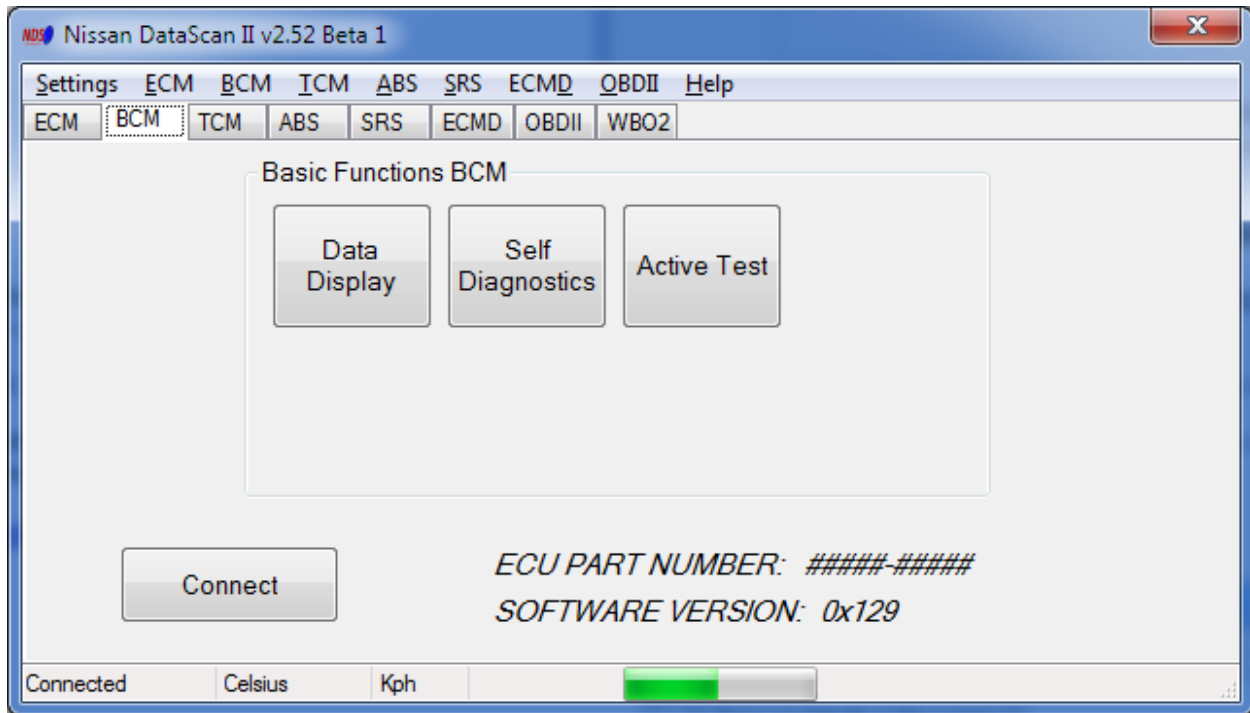 NDS Nissan DataScan II v2.52 Beta 1
Settings ECM BCM TCM ABS SRS ECMD OBDII Help
ECM BCM TCM ABS SRS ECMD OBDII WBO2
Basic Functions BCM
Data Display
Self Diagnostics
Active Test
Connect
ECU PART NUMBER: #####-#####
SOFTWARE VERSION: 0x129
Connected Celsius Kph